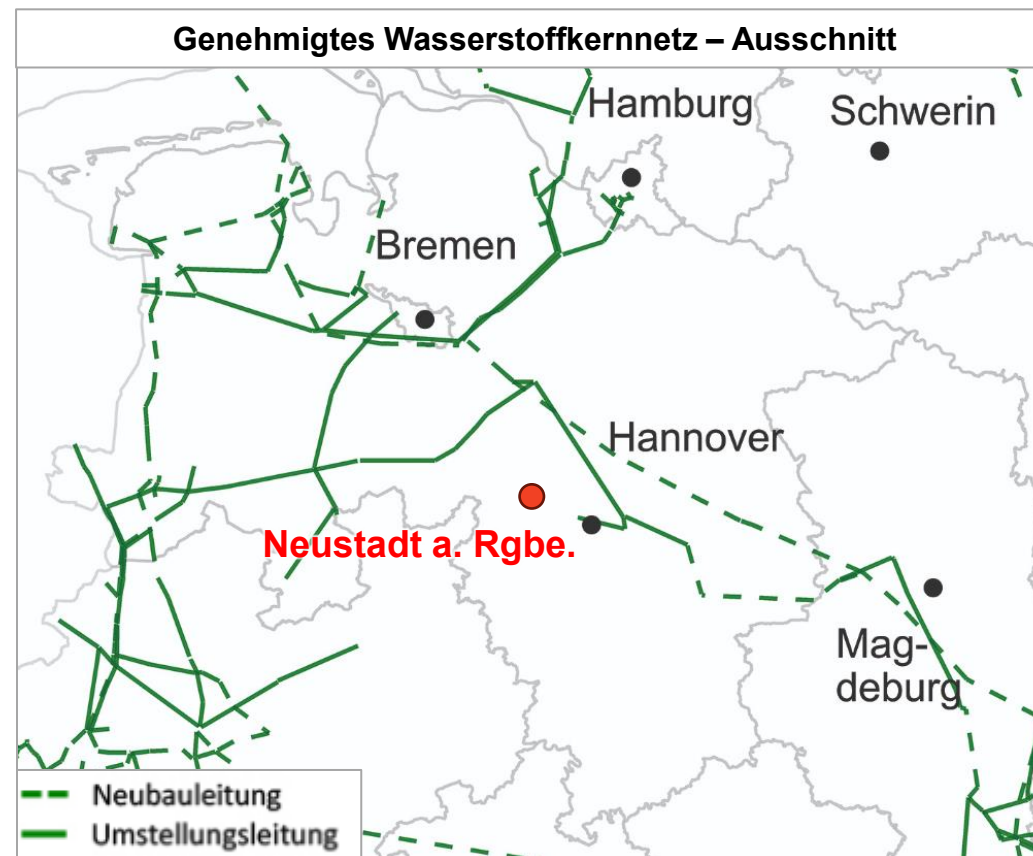 Genehmigtes Wasserstoffkernnetz – Ausschnitt
Hamburg
Schwerin
Bremen
Hannover
Neustadt a. Rgbe.
Mag-
deburg
Neubauleitung
Umstellungsleitung